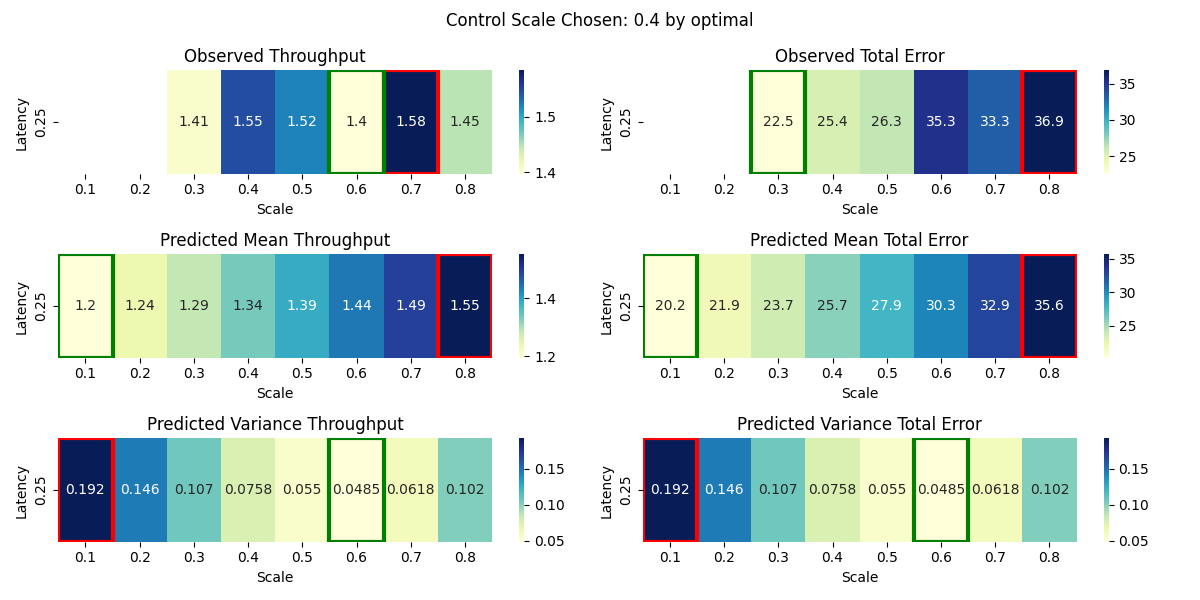 Control Scale Chosen: 0.4 by optimal
Observed Throughput
Latency
0.25
1.41 1.55 1.52 1.4 1.58 1.45
0.1 0.2 0.3 0.4 0.5 0.6 0.7 0.8
Scale
1.5
1.4
Observed Total Error
Latency
0.25
22.5 25.4 26.3 35.3 33.3 36.9
0.1 0.2 0.3 0.4 0.5 0.6 0.7 0.8
Scale
35
30
25
Predicted Mean Throughput
Latency
0.25
1.2 1.24 1.29 1.34 1.39 1.44 1.49 1.55
0.1 0.2 0.3 0.4 0.5 0.6 0.7 0.8
Scale
1.4
1.2
Predicted Mean Total Error
Latency
0.25
20.2 21.9 23.7 25.7 27.9 30.3 32.9 35.6
0.1 0.2 0.3 0.4 0.5 0.6 0.7 0.8
Scale
35
30
25
Predicted Variance Throughput
Latency
0.25
0.192 0.146 0.107 0.0758 0.055 0.0485 0.0618 0.102
0.1 0.2 0.3 0.4 0.5 0.6 0.7 0.8
Scale
0.15
0.10
0.05
Predicted Variance Total Error
Latency
0.25
0.192 0.146 0.107 0.0758 0.055 0.0485 0.0618 0.102
0.1 0.2 0.3 0.4 0.5 0.6 0.7 0.8
Scale
0.15
0.10
0.05